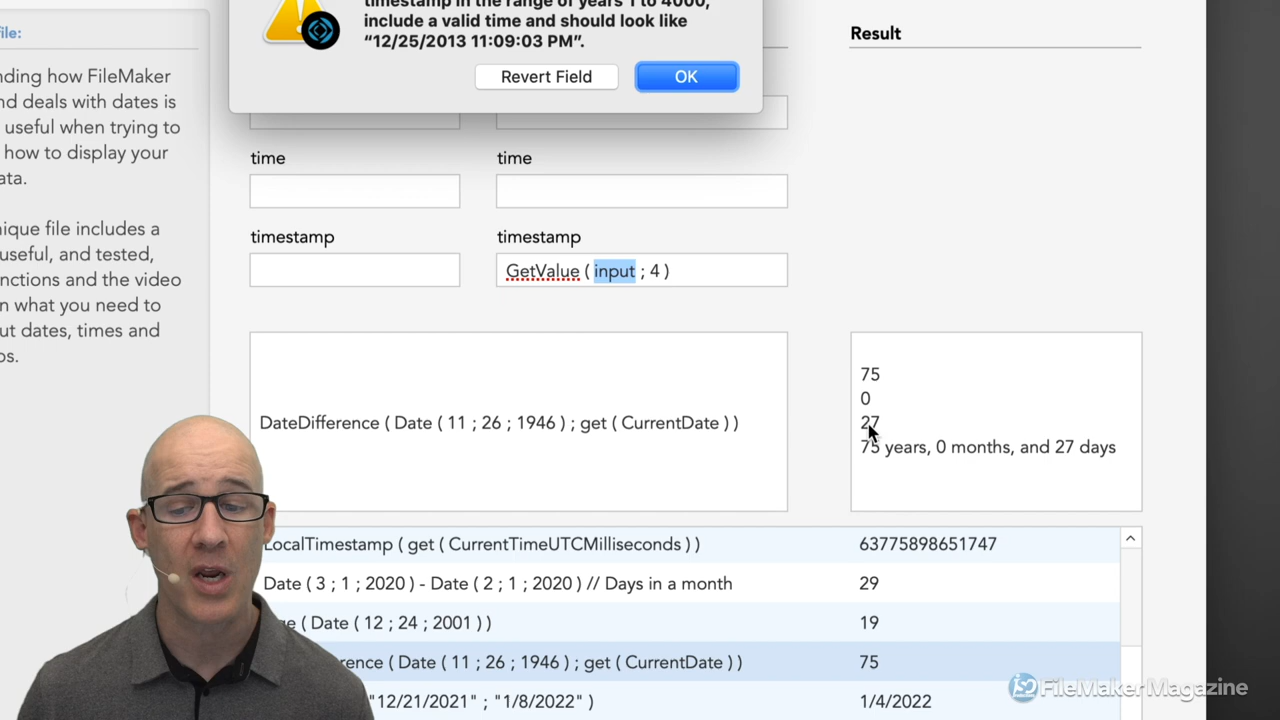 file:
nding how FileMaker
nd deals with dates is
useful when trying to
how to display your
ata.
nique file includes a
useful, and tested,
nctions and the video
n what you need to
ut dates, times and
os.
timestamp in the range of years 1 to 4000,
include a valid time and should look like
“12/25/2013 11:09:03 PM”.
Revert Field
OK
Result
time
time
timestamp
timestamp
GetValue ( input ; 4 )
DateDifference ( Date ( 11 ; 26 ; 1946 ) ; get ( CurrentDate ) )
75
0
27
75 years, 0 months, and 27 days
LocalTimestamp ( get ( CurrentTimeUTCMilliseconds ) )
63775898651747
Date ( 3 ; 1 ; 2020 ) - Date ( 2 ; 1 ; 2020 ) // Days in a month
29
ge ( Date ( 12 ; 24 ; 2001 ) )
19
rence ( Date ( 11 ; 26 ; 1946 ) ; get ( CurrentDate ) )
75
"12/21/2021" ; "1/8/2022" )
1/4/2022
FileMaker Magazine